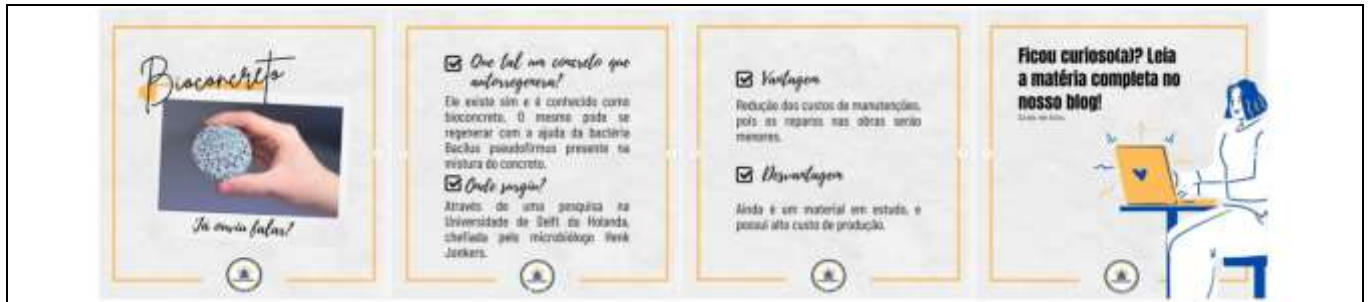 Bioconcreto
Já ouviu falar?
Que tal um concreto que
autorregenera?
Ele existe sim e é conhecido como
bioconcreto. O mesmo pode se
regenerar com a ajuda da bactéria
Bacilus pseudofirmus presente na
mistura do concreto.
Onde surgiu?
Através de uma pesquisa na
Universidade de Delft da Holanda,
chefiada pelo microbiólogo Henk
Jonkers.
Vantagem
Redução dos custos de manutenções,
pois os reparos nas obras serão
menores.
Desvantagem
Ainda é um material em estudo, e
possui alto custo de produção.
Ficou curioso(a)? Leia
a matéria completa no
nosso blog!